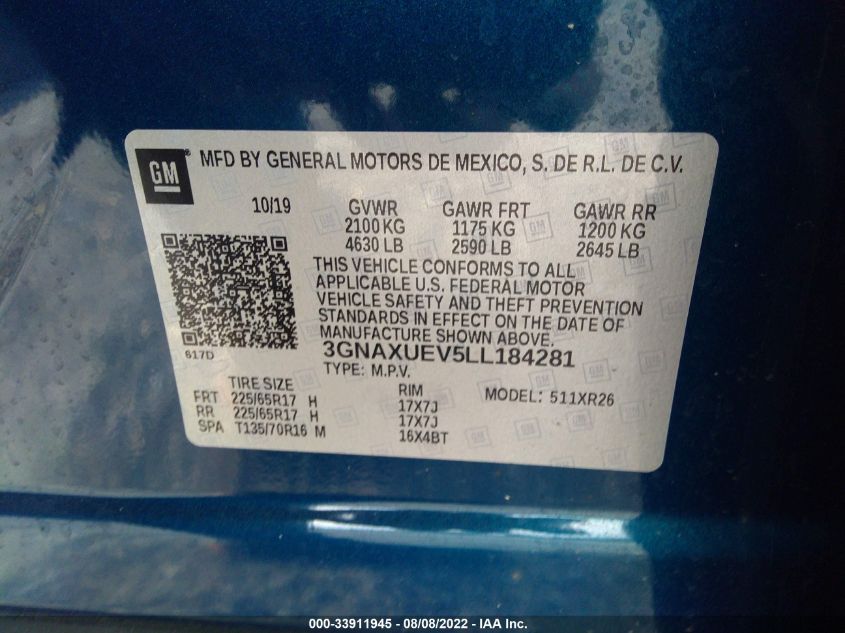 GM
MFD BY GENERAL MOTORS DE MEXICO, S. DE R.L. DE C.V.
10/19 GVWR GAWR FRT GAWR RR
2100 KG 1175 KG 1200 KG
4630 LB 2590 LB 2645 LB
THIS VEHICLE CONFORMS TO ALL
APPLICABLE U.S. FEDERAL MOTOR
VEHICLE SAFETY AND THEFT PREVENTION
STANDARDS IN EFFECT ON THE DATE OF
MANUFACTURE SHOWN ABOVE.
617D
3GNAXUEV5LL184281
TYPE: M.P.V.
TIRE SIZE RIM MODEL: 511XR26
FRT 225/65R17 H 17X7J
RR 225/65R17 H 17X7J
SPA T135/70R16 M 16X4BT
000-33911945 - 08/08/2022 - IAA Inc.